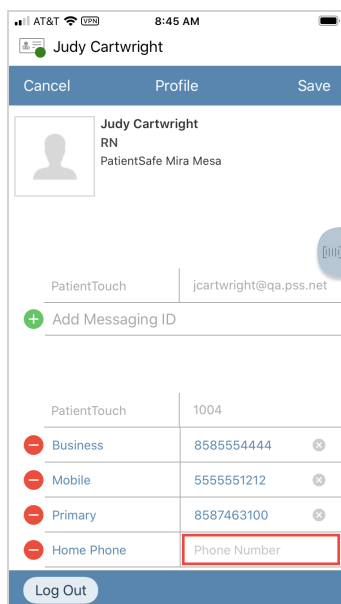 AT&T VPN 8:45 AM
Judy Cartwright
Cancel Profile Save
Judy Cartwright
RN
PatientSafe Mira Mesa
PatientTouch jcartwright@qa.pss.net
Add Messaging ID
PatientTouch 1004
Business 8585554444
Mobile 5555551212
Primary 8587463100
Home Phone Phone Number
Log Out